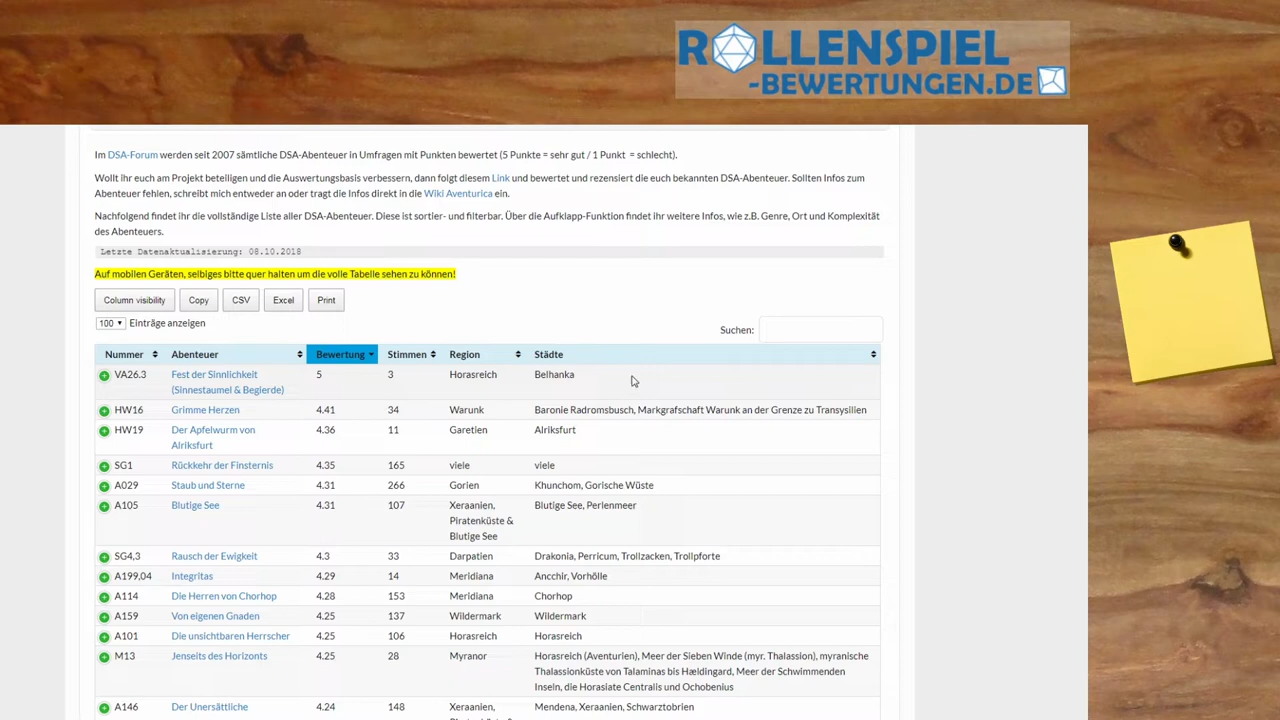 ROLLENSPIEL
-BEWERTUNGEN.DE
Im DSA-Forum werden seit 2007 sämtliche DSA-Abenteuer in Umfragen mit Punkten bewertet (5 Punkte = sehr gut / 1 Punkt = schlecht).
Wollt ihr euch am Projekt beteiligen und die Auswertungsbasis verbessern, dann folgt diesem Link und bewertet und rezensiert die euch bekannten DSA-Abenteuer. Sollten Infos zum
Abenteuer fehlen, schreibt mich entweder an oder tragt die Infos direkt in die Wiki Aventurica ein.
Nachfolgend findet ihr die vollständige Liste aller DSA-Abenteuer. Diese ist sortier- und filterbar. Über die Aufklapp-Funktion findet ihr weitere Infos, wie z.B. Genre, Ort und Komplexität
des Abenteuers.
Letzte Datenaktualisierung: 08.10.2018
Auf mobilen Geräten, selbiges bitte quer halten um die volle Tabelle sehen zu können!
Column visibility Copy CSV Excel Print
100 Einträge anzeigen
Suchen:
Nummer Abenteuer Bewertung Stimmen Region Städte
VA26.3 Fest der Sinnlichkeit 5 3 Horasreich Belhanka
(Sinnestaumel & Begierde)
HW16 Grimme Herzen 4.41 34 Warunk Baronie Radromsbusch, Markgrafschaft Warunk an der Grenze zu Transysilien
HW19 Der Apfelwurm von 4.36 11 Garetien Alriksfurt
Alriksfurt
SG1 Rückkehr der Finsternis 4.35 165 viele viele
A029 Staub und Sterne 4.31 266 Gorien Khunchom, Gorische Wüste
A105 Blutige See 4.31 107 Xeraanien, Blutige See, Perlenmeer
Piratenküste &
Blutige See
SG4,3 Rausch der Ewigkeit 4.3 33 Darpatien Drakonia, Perricum, Trollzacken, Trollpforte
A199,04 Integritas 4.29 14 Meridiana Ancchir, Vorhölle
A114 Die Herren von Chorhop 4.28 153 Meridiana Chorhop
A159 Von eigenen Gnaden 4.25 137 Wildermark Wildermark
A101 Die unsichtbaren Herrscher 4.25 106 Horasreich Horasreich
M13 Jenseits des Horizonts 4.25 28 Myranor Horasreich (Aventurien), Meer der Sieben Winde (myr. Thalassion), myranische
Thalassionküste von Talaminas bis Hældingard, Meer der Schwimmenden
Inseln, die Horasiate Centralis und Ochobenius
A146 Der Unersättliche 4.24 148 Xeraanien, Mendena, Xeraanien, Schwarztobrien